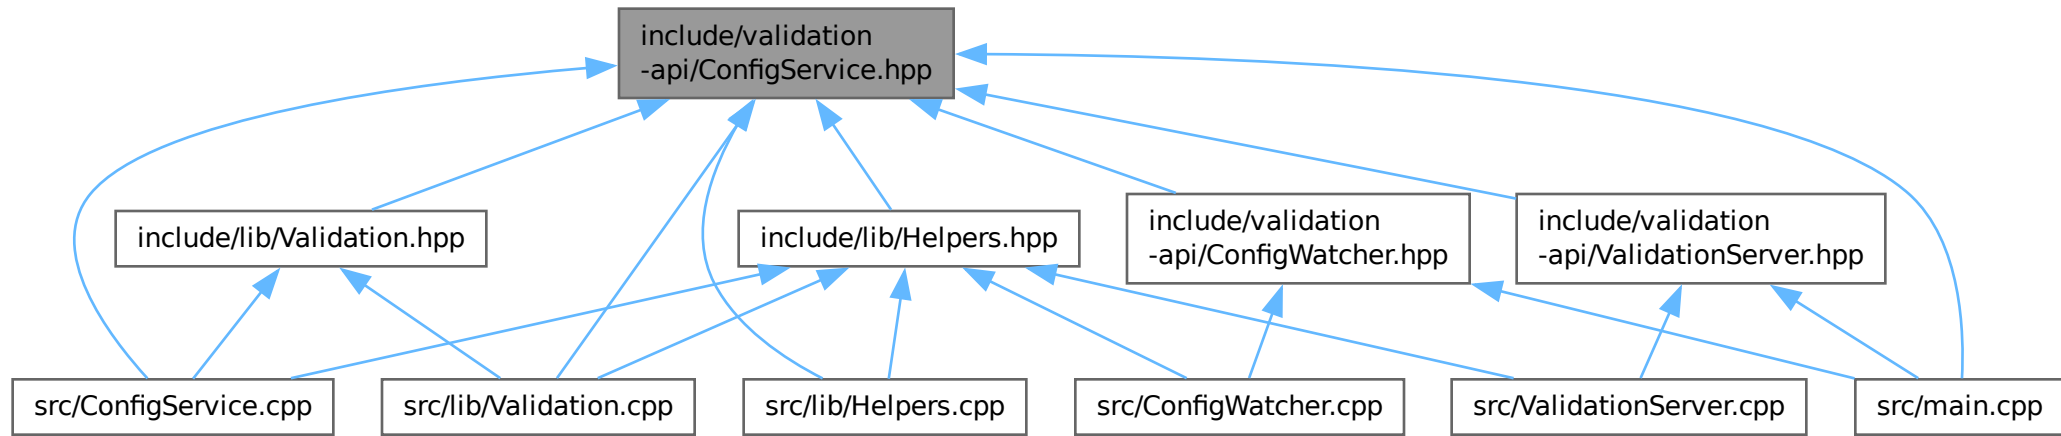 include/validation
-api/ConfigService.hpp
include/lib/Validation.hpp
include/lib/Helpers.hpp
include/validation
-api/ConfigWatcher.hpp
include/validation
-api/ValidationServer.hpp
src/ConfigService.cpp
src/lib/Validation.cpp
src/lib/Helpers.cpp
src/ConfigWatcher.cpp
src/ValidationServer.cpp
src/main.cpp